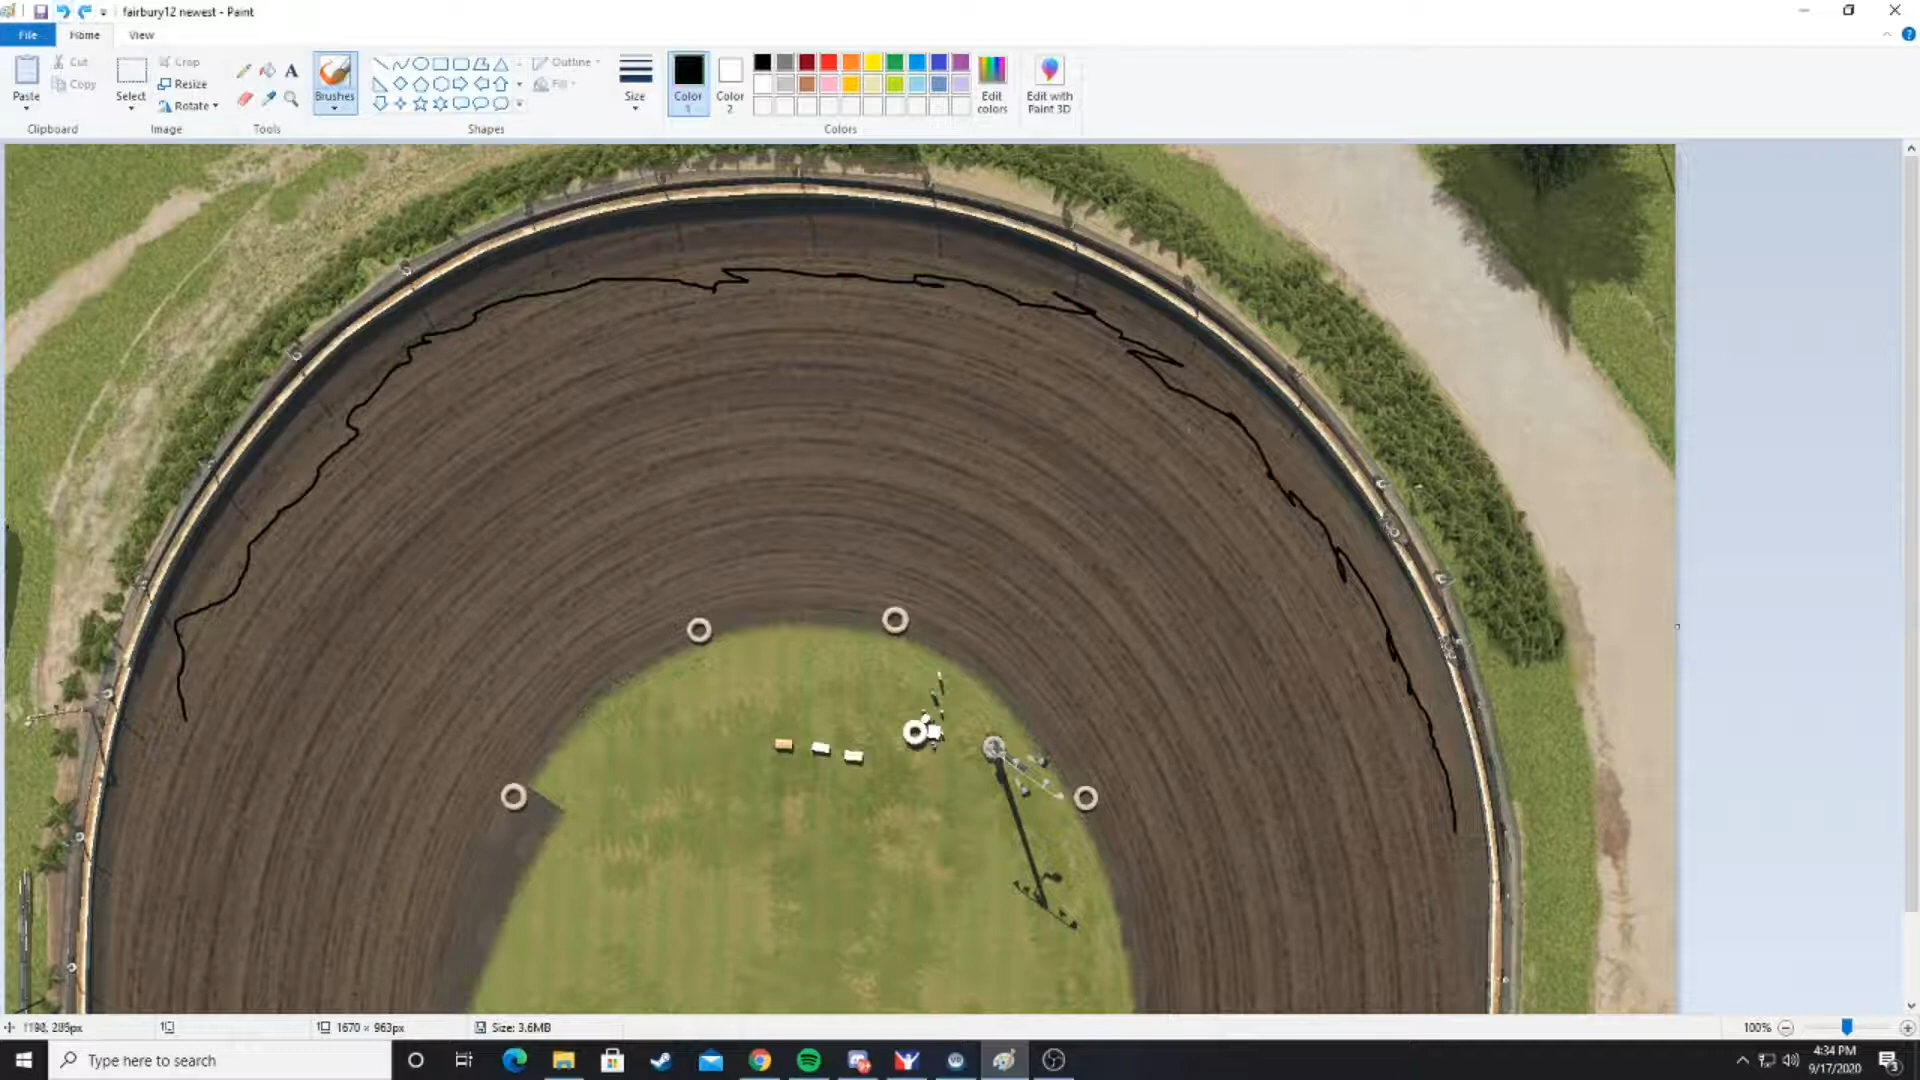 fairbury12 newest - Paint
File Home View
Paste
Cut
Copy
Clipboard
Select
Crop
Resize
Rotate
Image
A
Tools
Brushes
Shapes
Outline
Fill
Size
Color 1
Color 2
Colors
Edit colors
Edit with Paint 3D
1198, 285px
1670 × 963px
Size: 3.6MB
100%
Type here to search
4:34 PM
9/17/2020
3